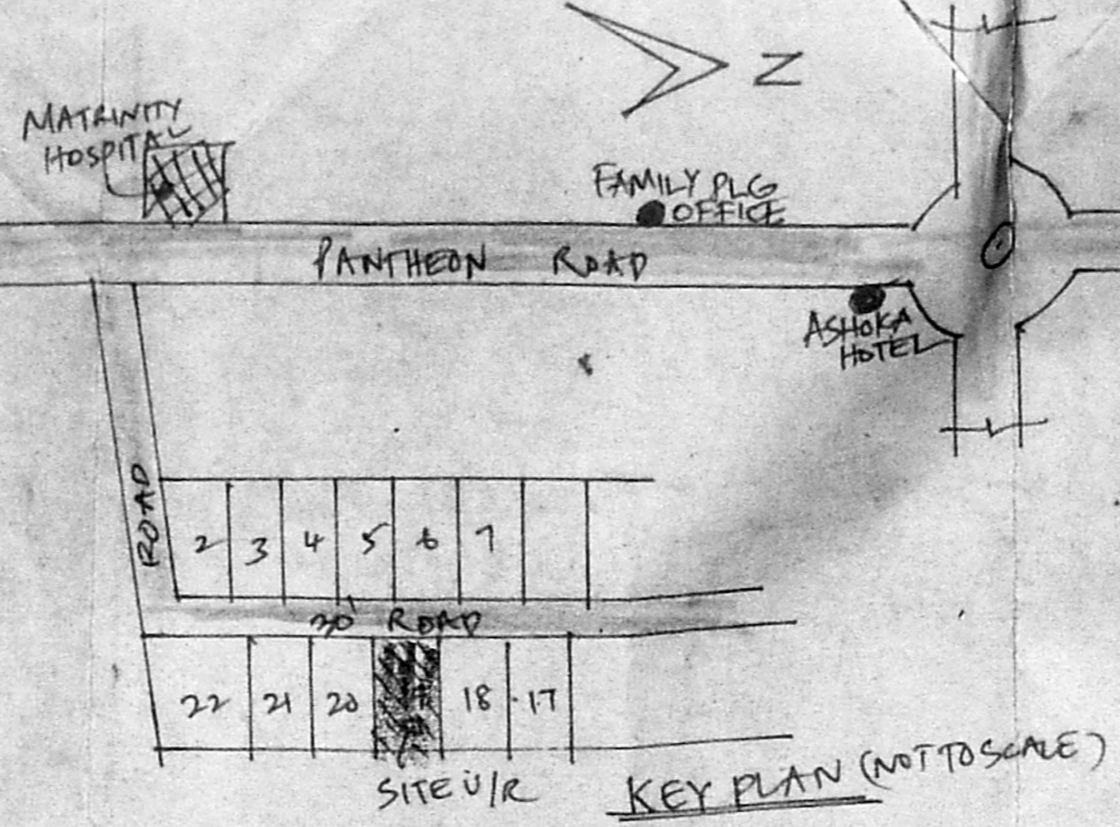 N
MATRINITY
HOSPITAL
FAMILY PLG
OFFICE
PANTHEON ROAD
ASHOKA
HOTEL
ROAD
2 3 4 5 6 7
30' ROAD
22 21 20 18 17
SITE U/R
KEY PLAN (NOT TO SCALE)